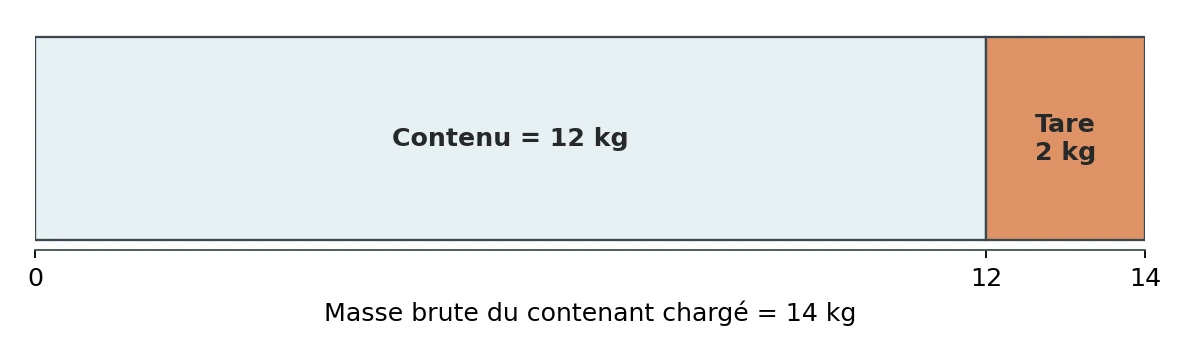 Contenu = 12 kg
Tare
2 kg
0
12
14
Masse brute du contenant chargé = 14 kg